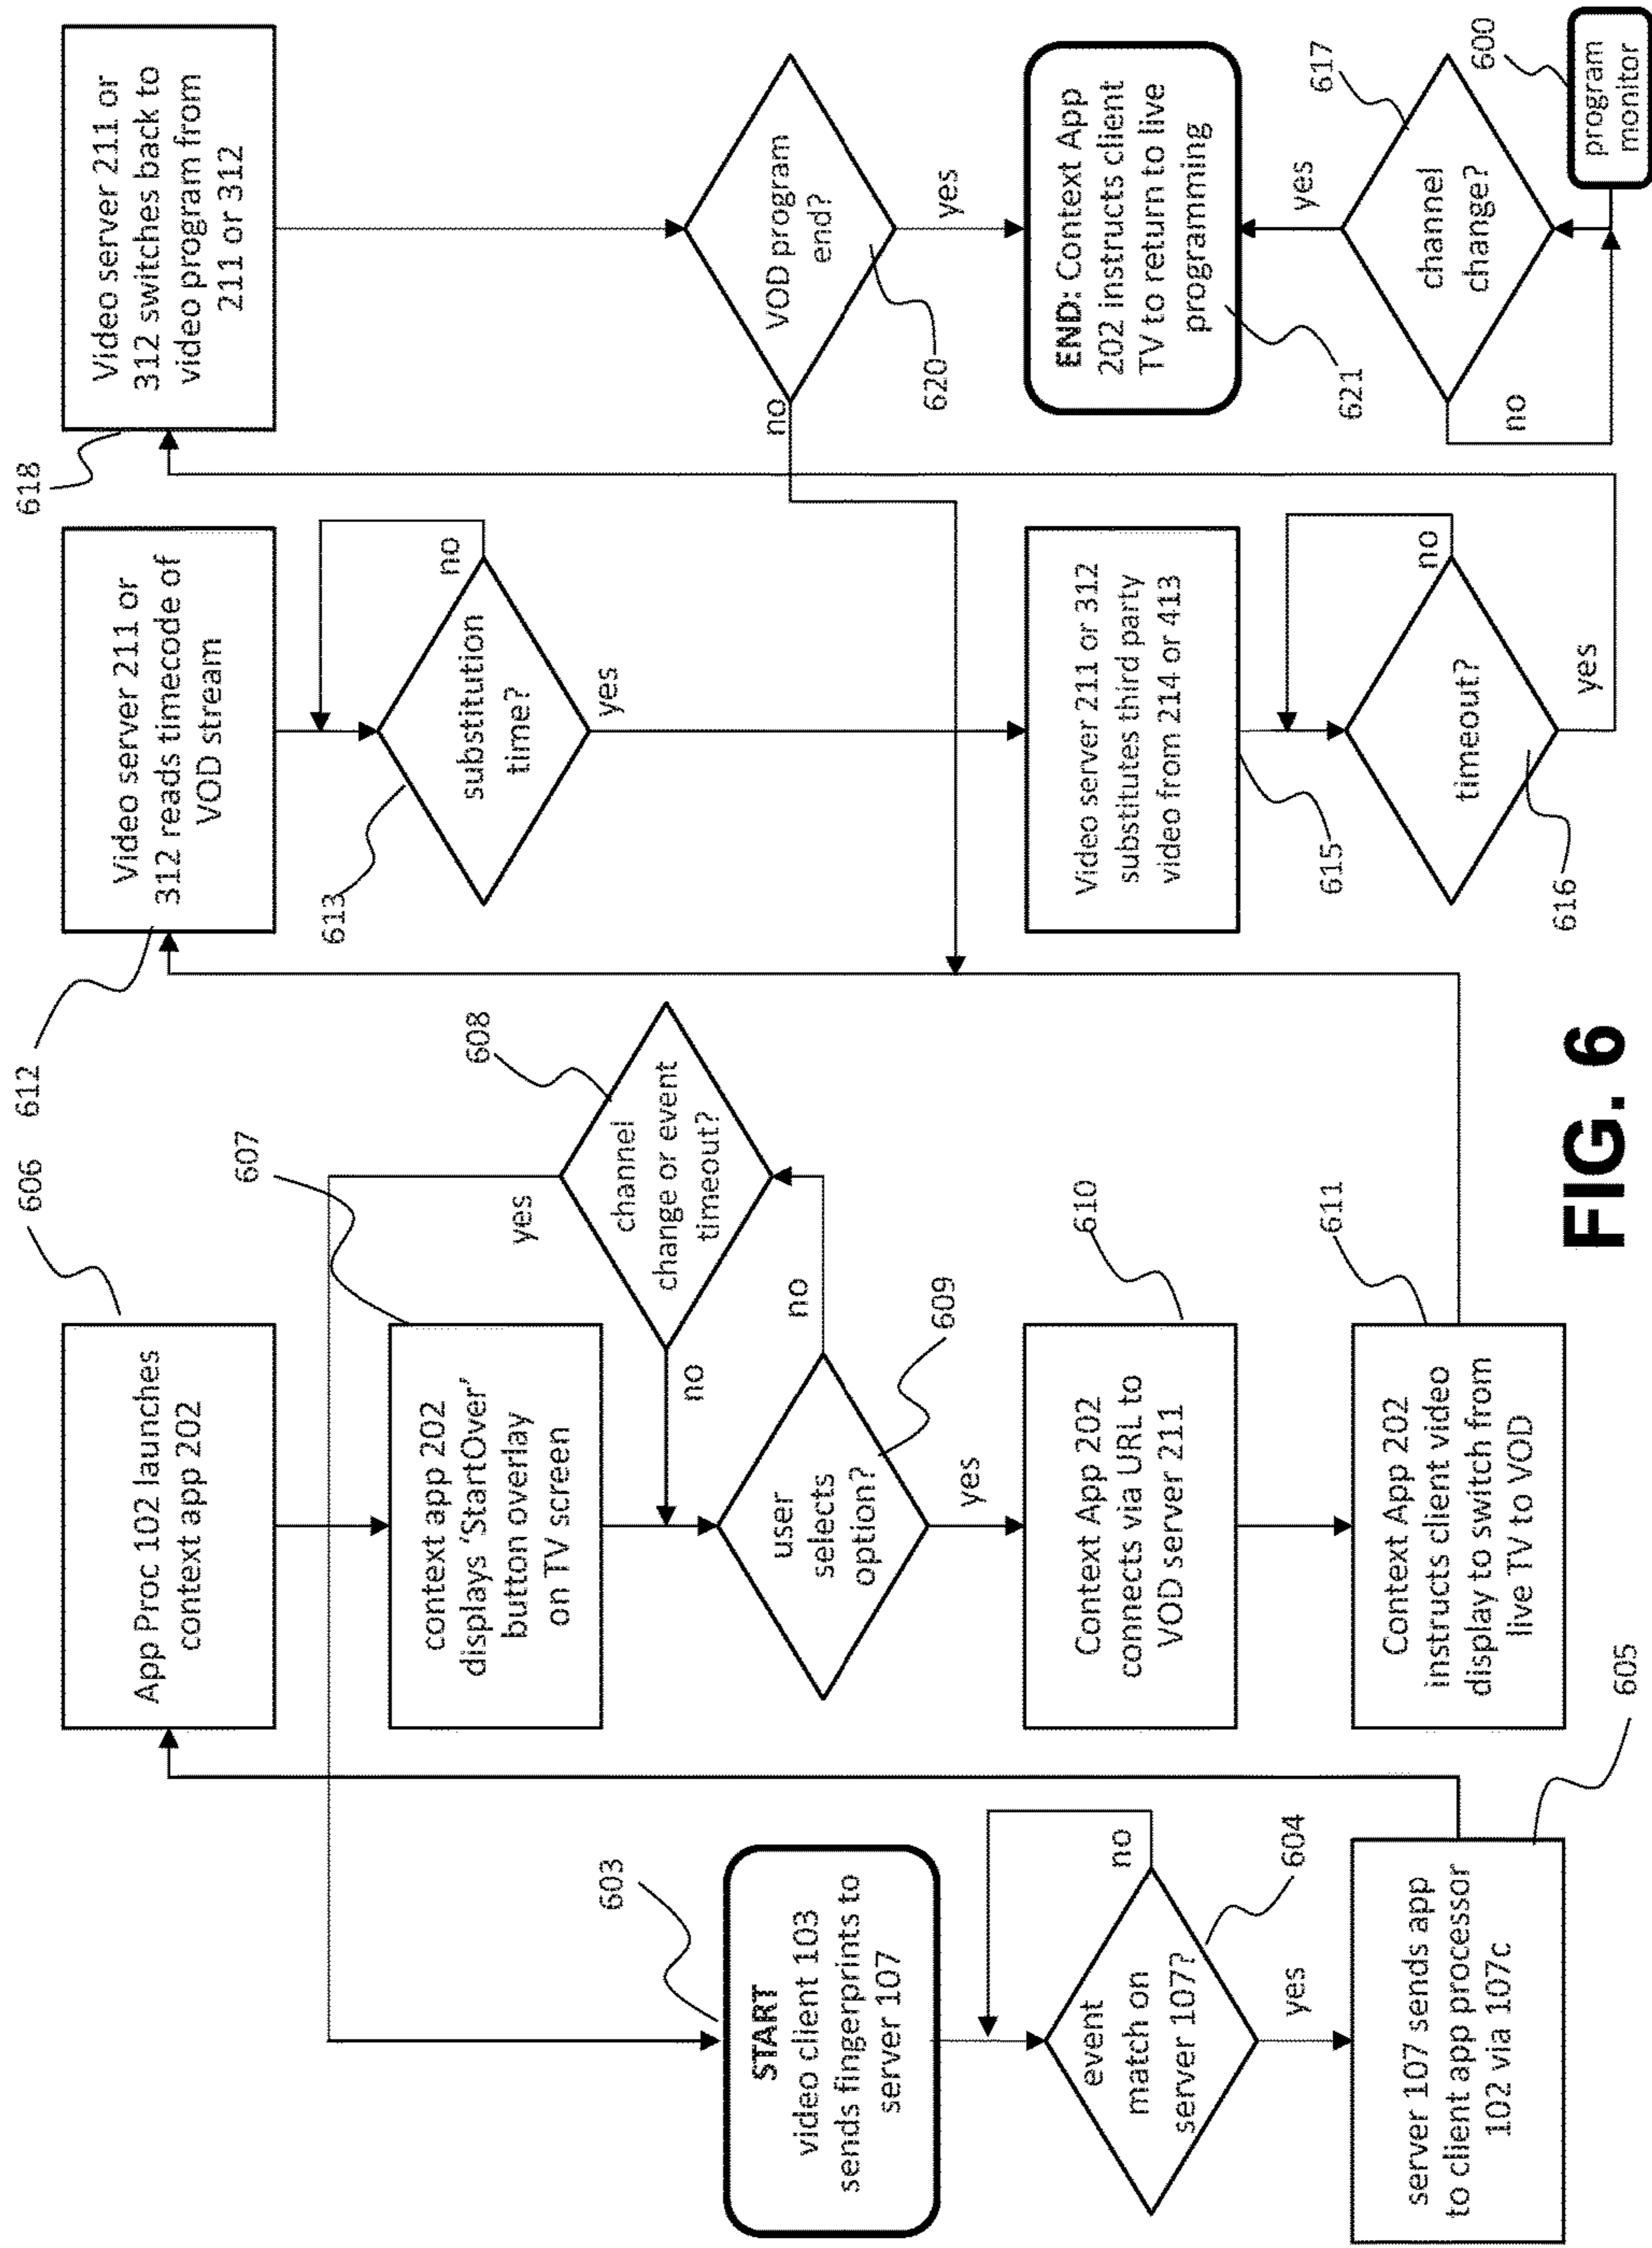 603
START
video client 103
sends fingerprints to
server 107
event
match on
server 107?
604
no
yes
server 107 sends app
to client app processor
102 via 107c
605
606
App Proc 102 launches
context app 202
607
context app 202
displays 'StartOver'
button overlay
on TV screen
608
channel
change or event
timeout?
yes
no
user
selects
option?
609
no
yes
610
Context App 202
connects via URL to
VOD server 211
611
Context App 202
instructs client video
display to switch from
live TV to VOD
612
Video server 211 or
312 reads timecode of
VOD stream
613
substitution
time?
no
yes
Video server 211 or 312
substitutes third party
video from 214 or 413
615
timeout?
616
no
yes
618
Video server 211 or
312 switches back to
video program from
211 or 312
VOD program
end?
620
no
yes
END: Context App
202 instructs client
TV to return to live
programming
621
yes
channel
change?
617
no
600
program
monitor
FIG. 6